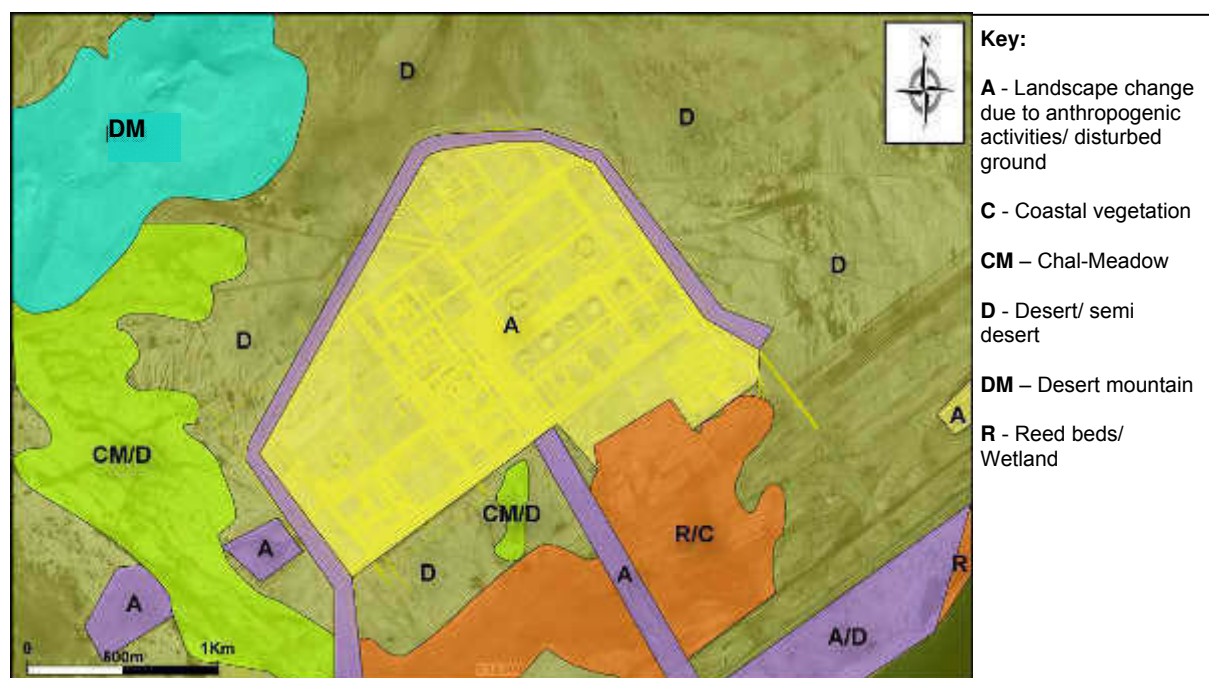 N
D
D
DM
D
D
A
A
CM/D
CM/D
R/C
A
D
A
R
A
A/D
0
500m
1Km
Key:
A - Landscape change
due to anthropogenic
activities/ disturbed
ground
C - Coastal vegetation
CM – Chal-Meadow
D - Desert/ semi
desert
DM – Desert mountain
R - Reed beds/
Wetland